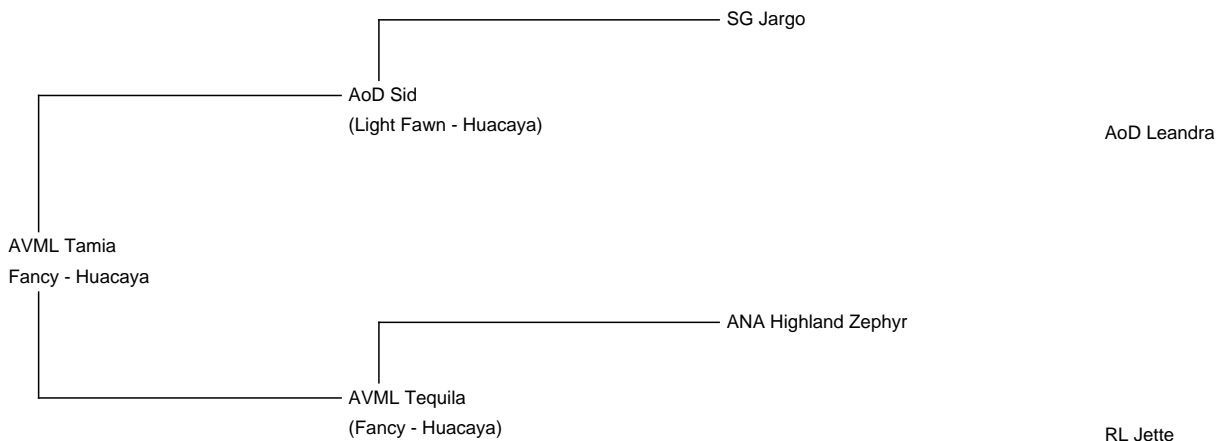 SG Jargo
AoD Sid
(Light Fawn - Huacaya)
AoD Leandra
AVML Tamia
Fancy - Huacaya
ANA Highland Zephyr
AVML Tequila
(Fancy - Huacaya)
RL Jette